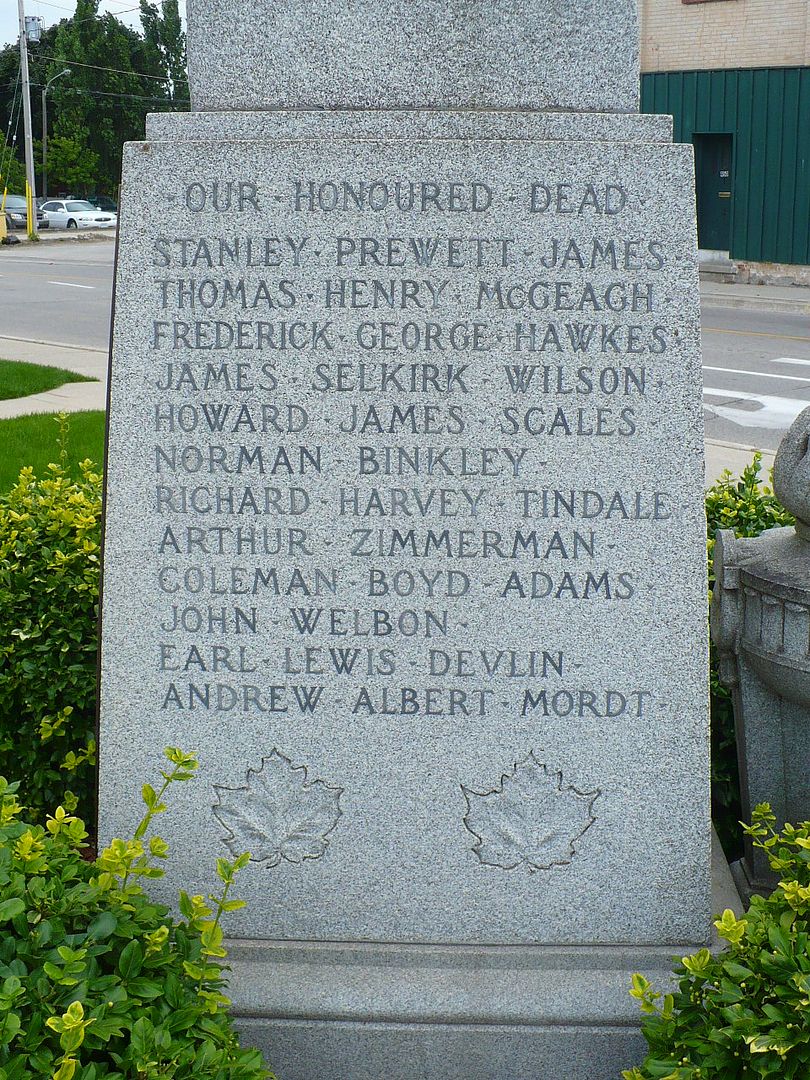 · OUR · HONOURED · DEAD ·
STANLEY · PREWETT · JAMES ·
THOMAS · HENRY · McGEAGH ·
FREDERICK · GEORGE · HAWKES ·
JAMES · SELKIRK · WILSON ·
HOWARD · JAMES · SCALES ·
NORMAN · BINKLEY ·
RICHARD · HARVEY · TINDALE ·
ARTHUR · ZIMMERMAN ·
COLEMAN · BOYD · ADAMS ·
JOHN · WELBON ·
EARL · LEWIS · DEVLIN ·
ANDREW · ALBERT · MORDT ·